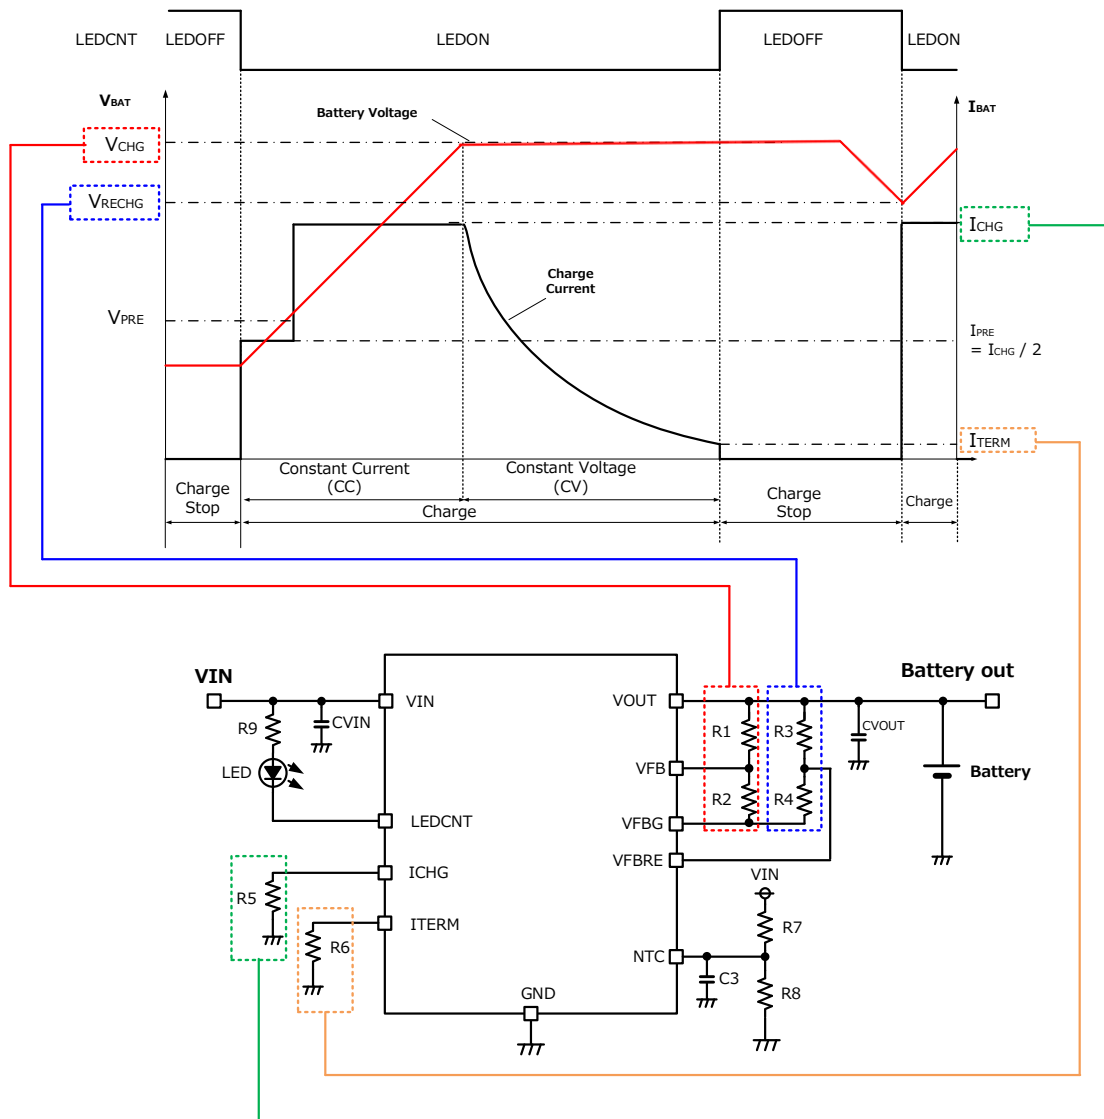 LEDCNT LEDOFF LEDON LEDOFF LEDON
VBAT Battery Voltage IBAT
VCHG
VRECHG
ICHG
Charge
Current
VPRE
IPRE
= ICHG / 2
ITERM
Constant Current
(CC)
Constant Voltage
(CV)
Charge
Stop
Charge
Charge
Stop
Charge
VIN
Battery out
VIN
CVIN
R9
LED
LEDCNT
ICHG
R5
ITERM
R6
GND
VOUT
R1
R3
CVOUT
VFB
R2
R4
Battery
VFBG
VFBRE
VIN
R7
NTC
C3
R8